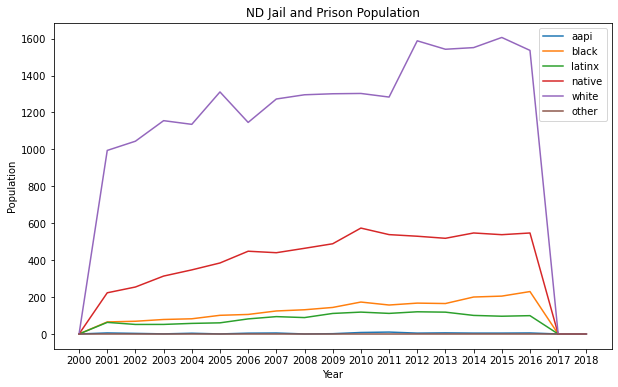 ND Jail and Prison Population
aapi
black
latinx
native
white
other
1600
1400
1200
1000
800
600
400
200
0
Population
2000 2001 2002 2003 2004 2005 2006 2007 2008 2009 2010 2011 2012 2013 2014 2015 2016 2017 2018
Year